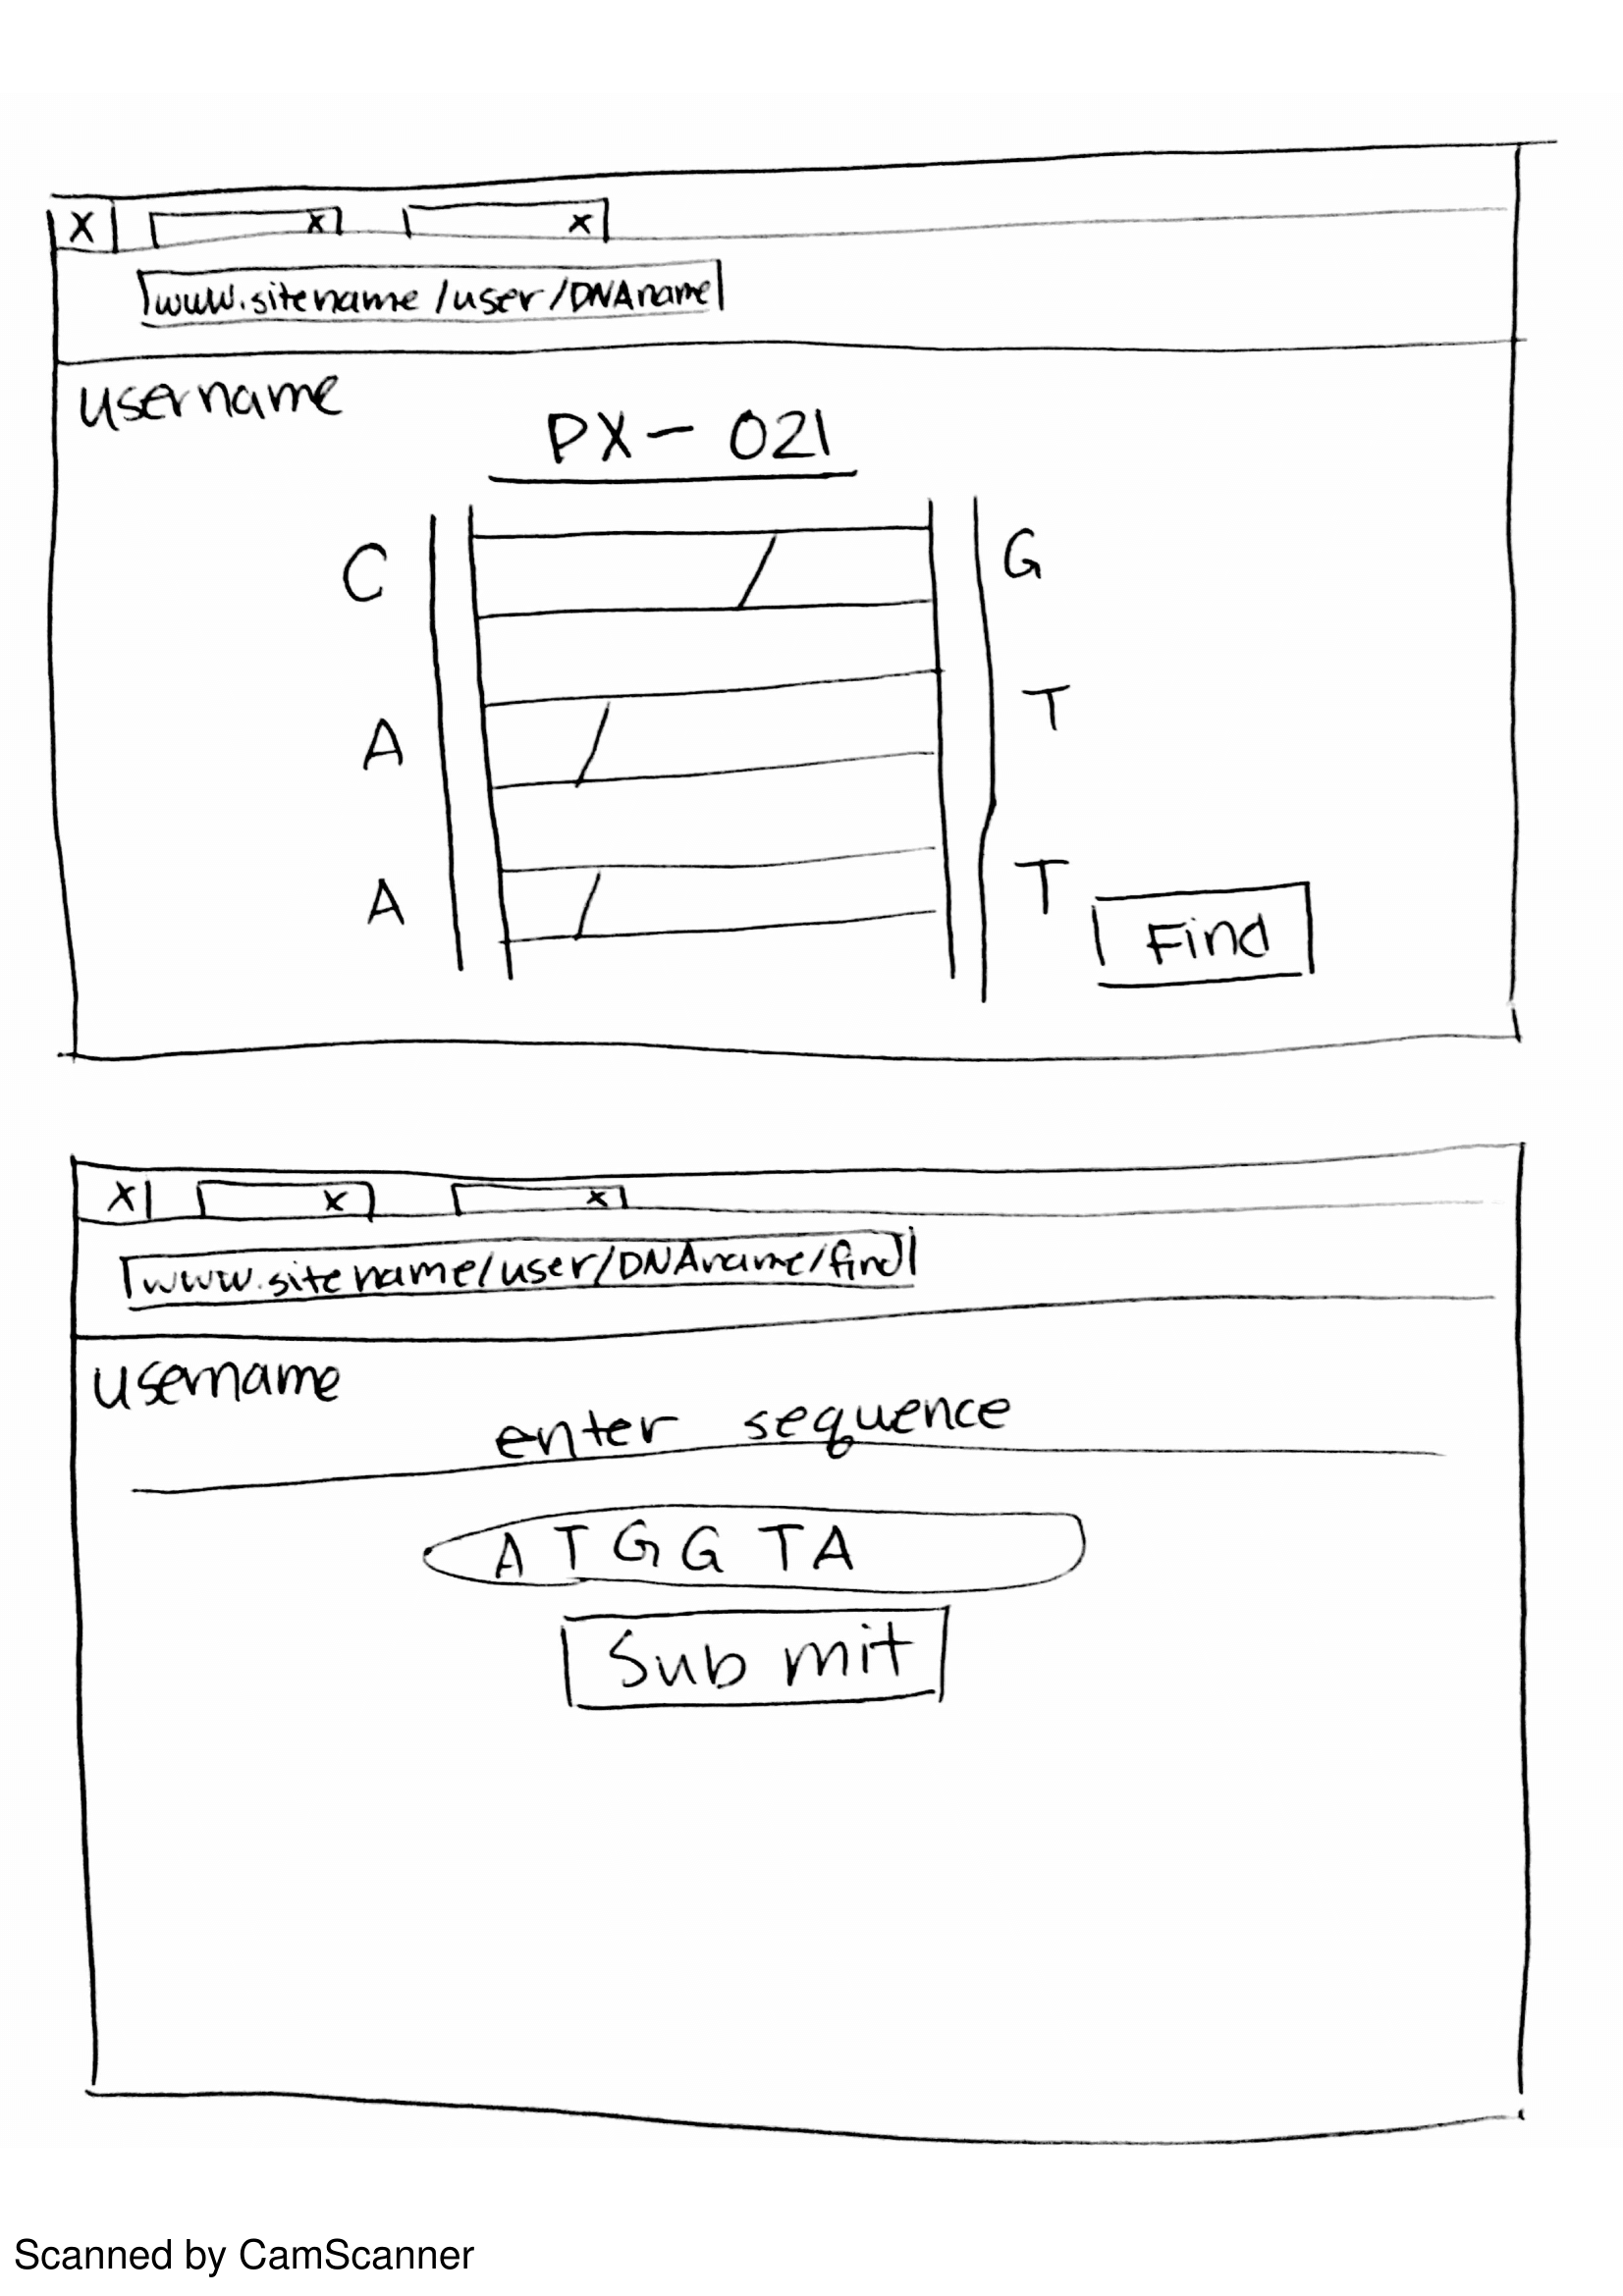 X x x
www.sitename/user/DNAname
username
PX-021
C G
A T
A T
Find
X x x
www.sitename/user/DNAname/find
username
enter sequence
A T G G T A
Submit
Scanned by CamScanner